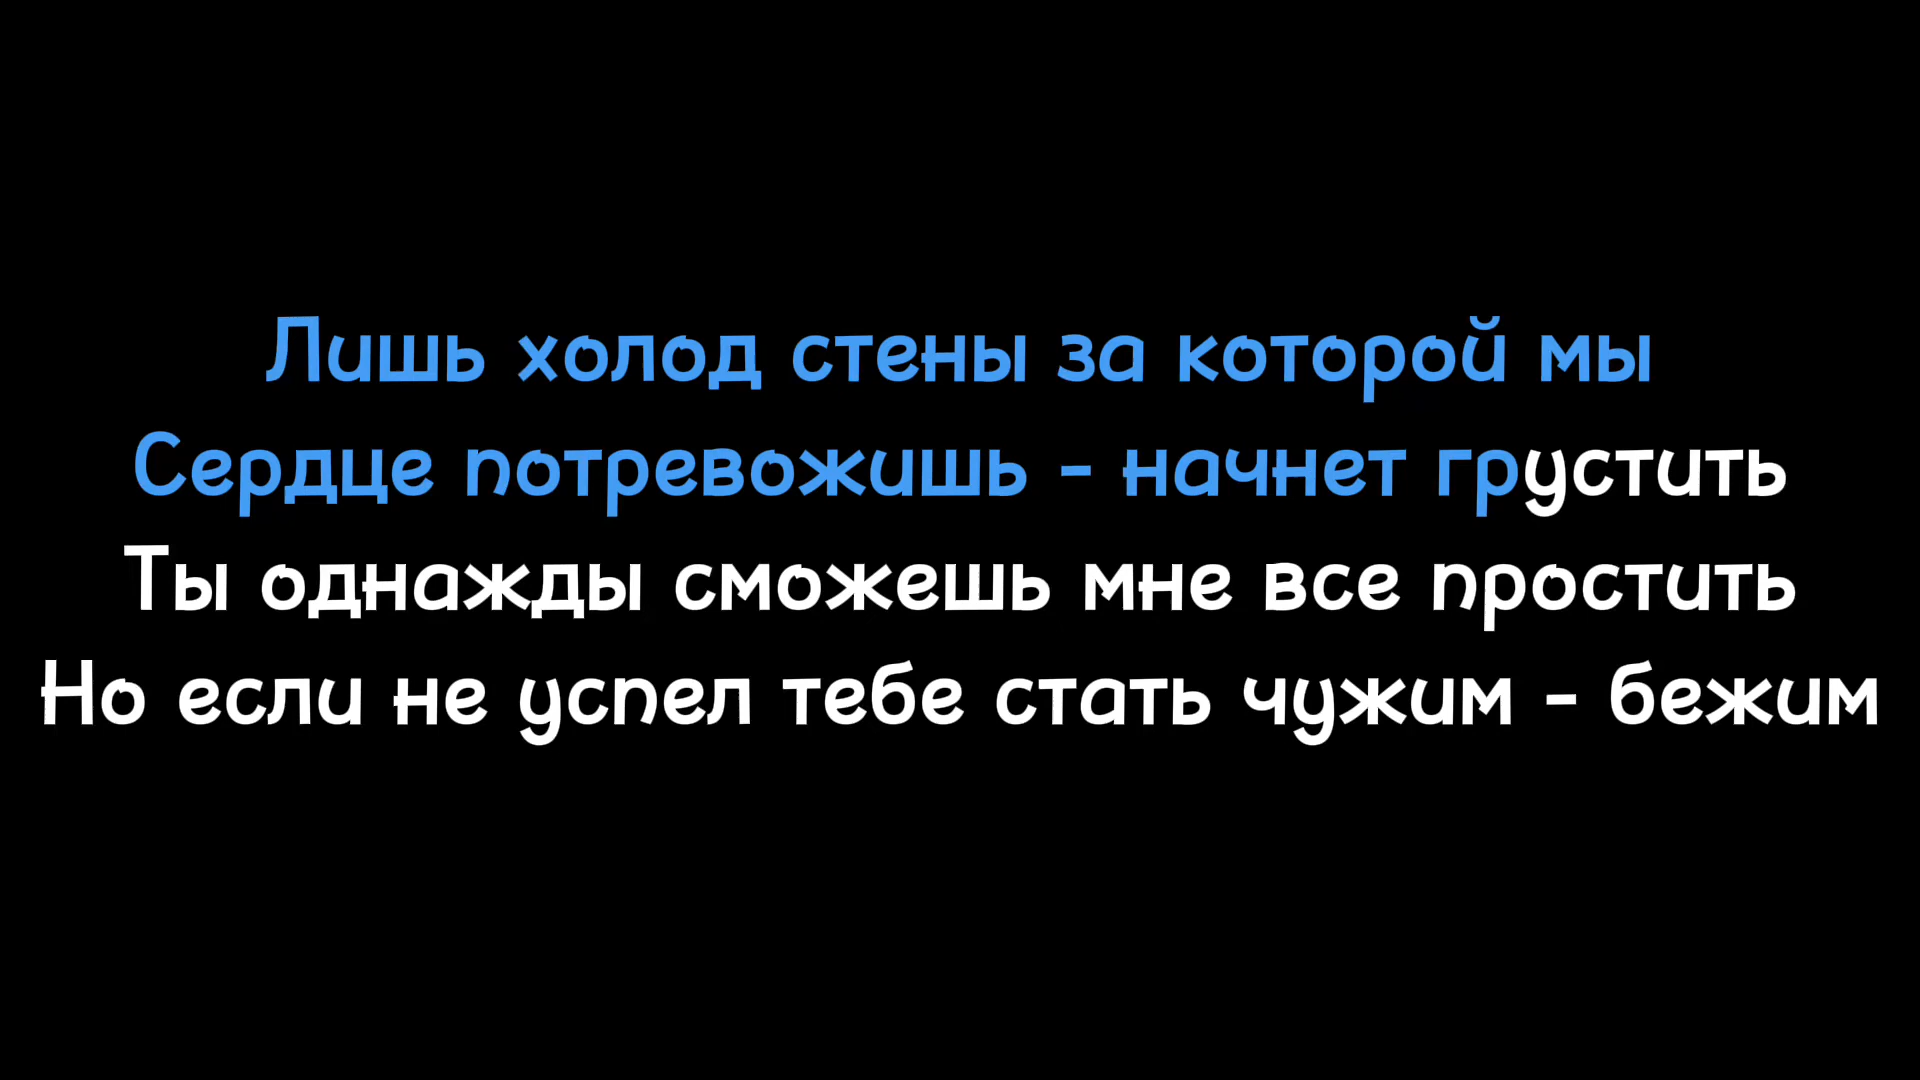 Лишь холод стены за которой мы
Сердце потревожишь - начнет грустить
Ты однажды сможешь мне все простить
Но если не успел тебе стать чужим - бежим